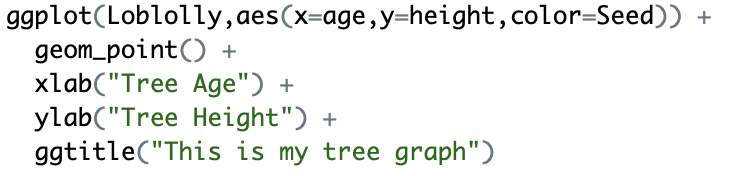 ggplot(Loblolly,aes(x=age,y=height,color=Seed)) +
  geom_point() +
  xlab("Tree Age") +
  ylab("Tree Height") +
  ggtitle("This is my tree graph")